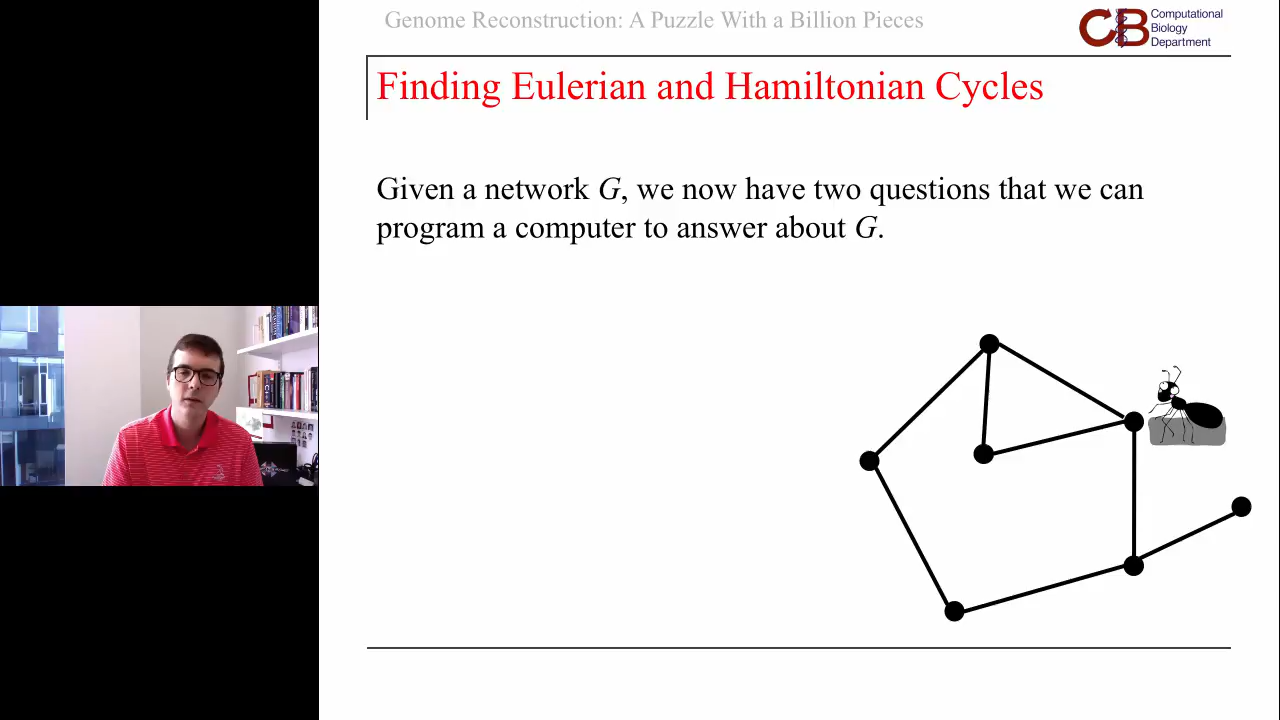 Genome Reconstruction: A Puzzle With a Billion Pieces
CB
Computational
Biology
Department
Finding Eulerian and Hamiltonian Cycles
Given a network G, we now have two questions that we can
program a computer to answer about G.